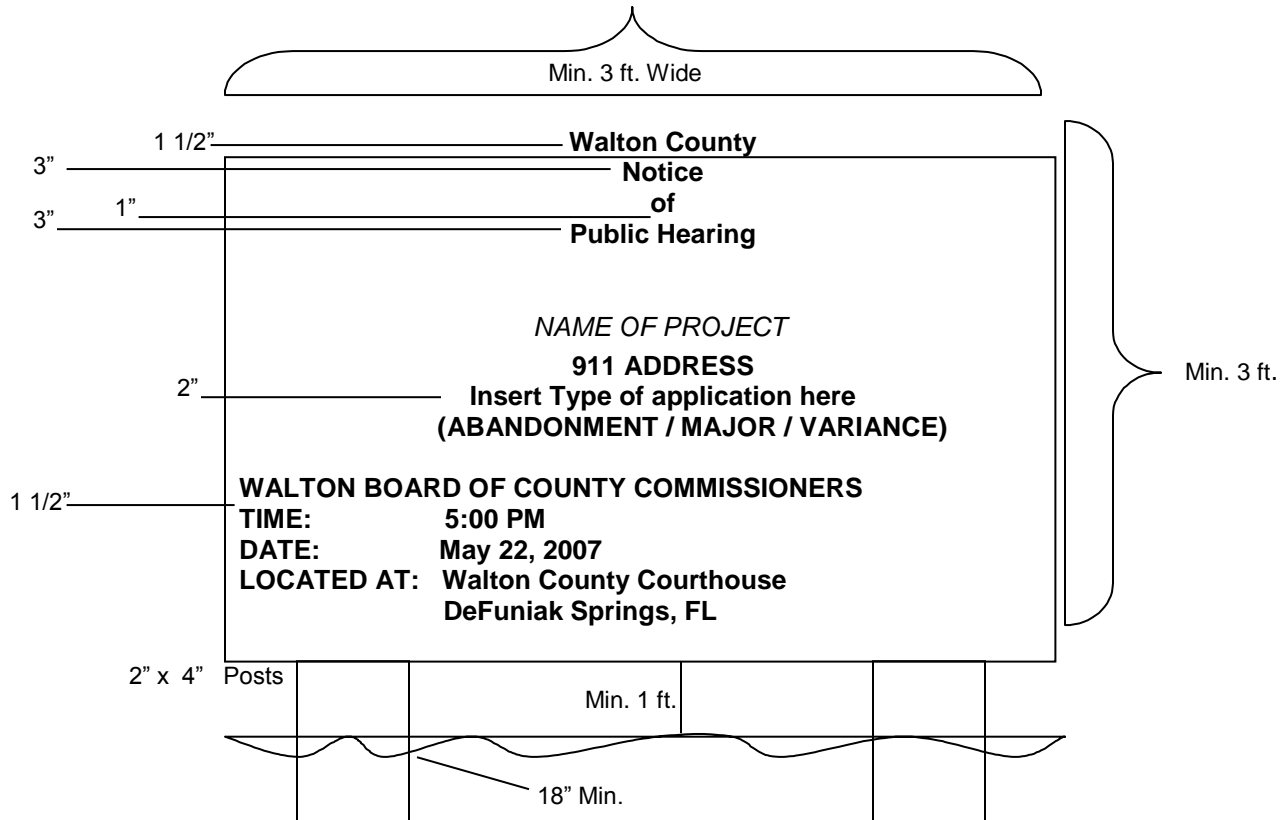 Min. 3 ft. Wide
1 1/2” Walton County
3” Notice
1” of
3” Public Hearing
NAME OF PROJECT
911 ADDRESS
2” Insert Type of application here
(ABANDONMENT / MAJOR / VARIANCE)
Min. 3 ft.
1 1/2” WALTON BOARD OF COUNTY COMMISSIONERS
TIME: 5:00 PM
DATE: May 22, 2007
LOCATED AT: Walton County Courthouse
DeFuniak Springs, FL
2” x 4” Posts
Min. 1 ft.
18” Min.